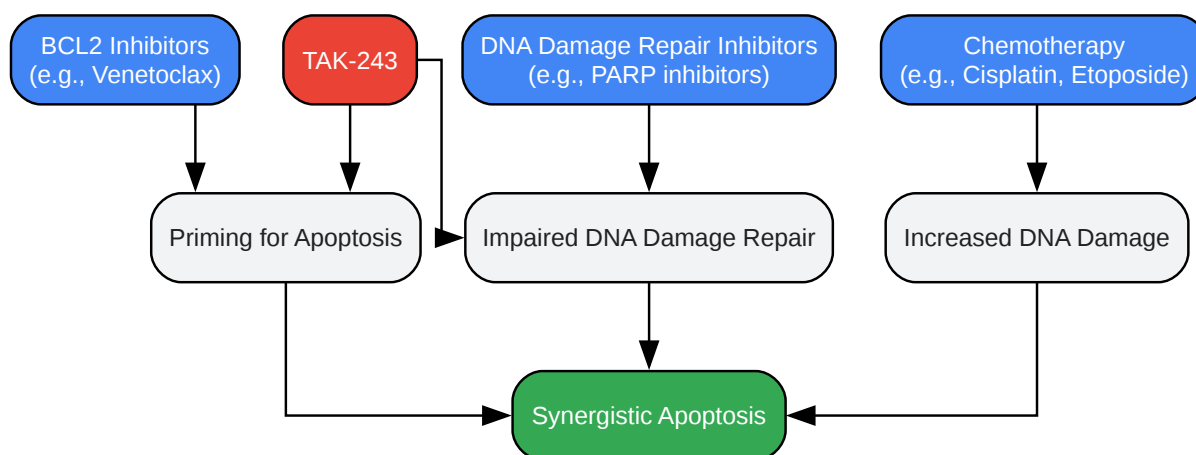 BCL2 Inhibitors
(e.g., Venetoclax)
TAK-243
DNA Damage Repair Inhibitors
(e.g., PARP inhibitors)
Chemotherapy
(e.g., Cisplatin, Etoposide)
Priming for Apoptosis
Impaired DNA Damage Repair
Increased DNA Damage
Synergistic Apoptosis